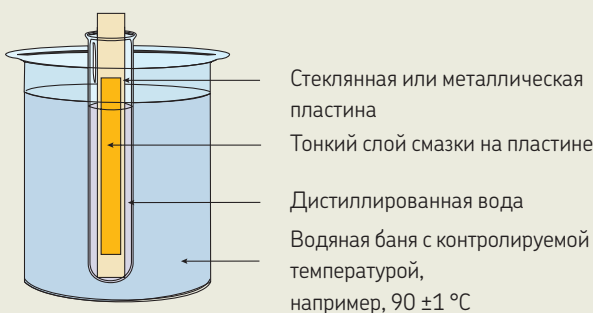 Стеклянная или металлическая
пластина
Тонкий слой смазки на пластине
Дистиллированная вода
Водяная баня с контролируемой
температурой,
например, 90 ±1 °C